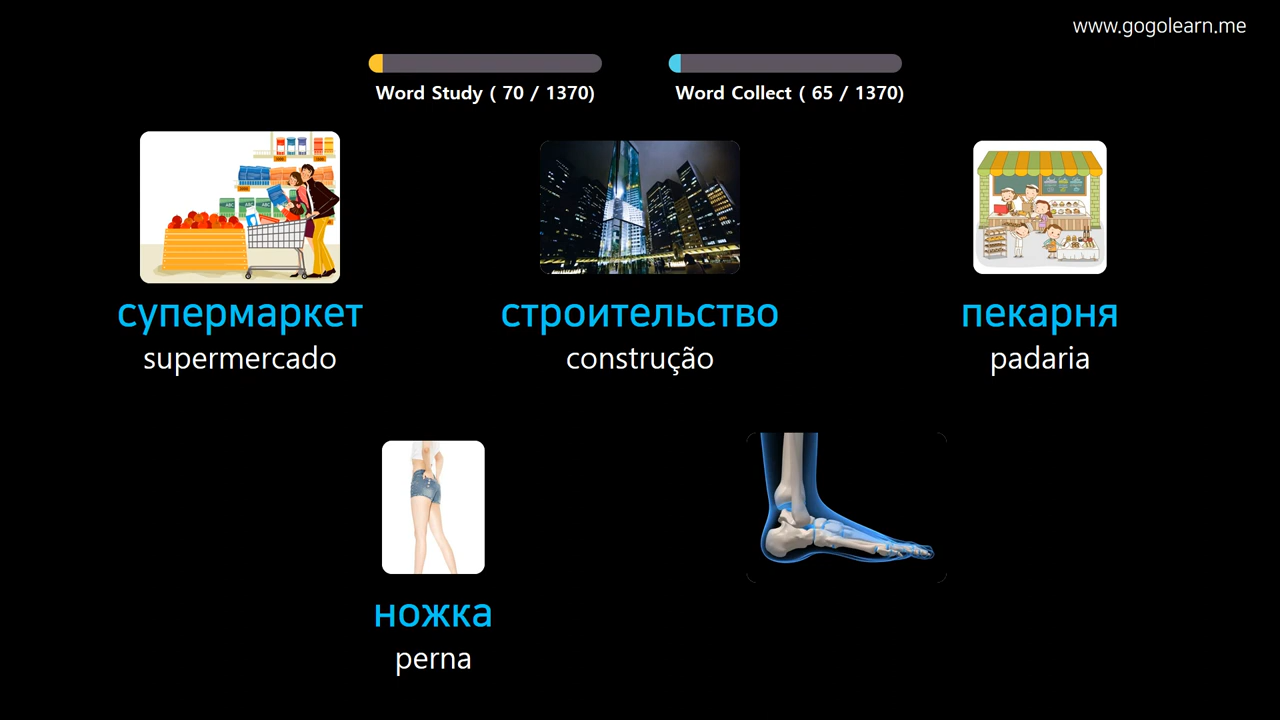 www.gogolearn.me
Word Study ( 70 / 1370)
Word Collect ( 65 / 1370)
супермаркет
supermercado
строительство
construção
пекарня
padaria
ножка
perna